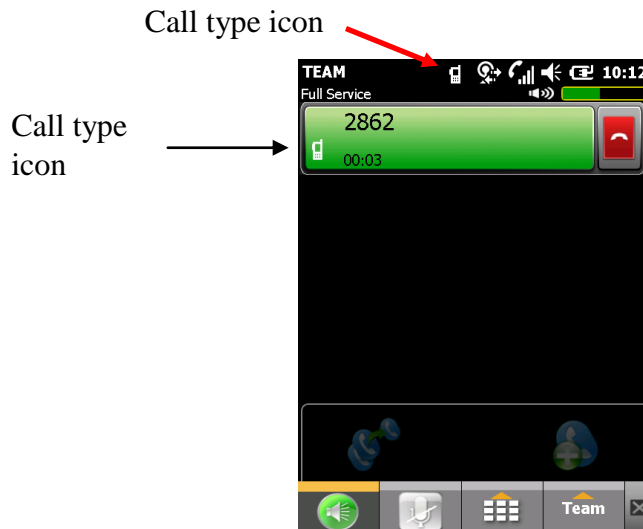 Call type icon
TEAM 10:12
Full Service
Call type
icon
2862
00:03
Team